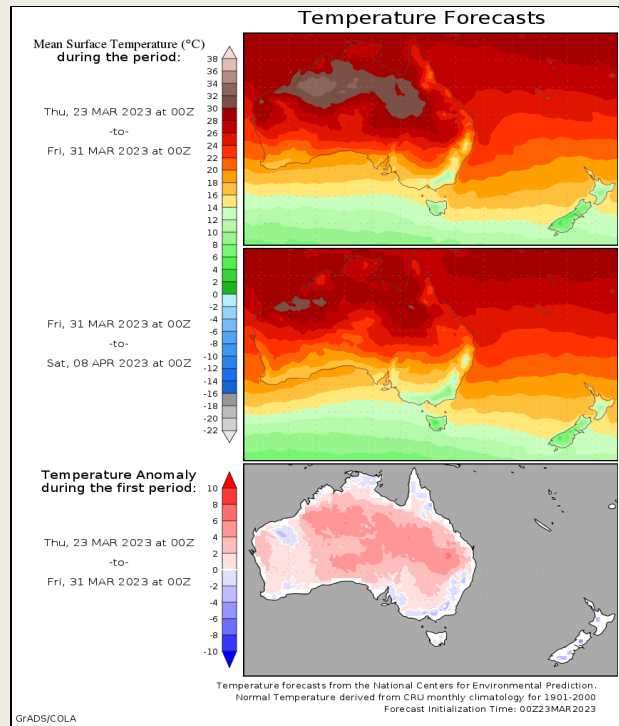 Temperature Forecasts
Mean Surface Temperature (°C)
during the period:
38
36
34
32
30
28
26
24
22
20
18
16
14
12
10
8
6
4
2
0
-2
-4
-6
-8
-10
-12
-14
-16
-18
-20
-22
Thu, 23 MAR 2023 at 00Z
-to-
Fri, 31 MAR 2023 at 00Z
Fri, 31 MAR 2023 at 00Z
-to-
Sat, 08 APR 2023 at 00Z
Temperature Anomaly
during the first period:
10
8
6
4
2
0
-2
-4
-6
-8
-10
Thu, 23 MAR 2023 at 00Z
-to-
Fri, 31 MAR 2023 at 00Z
Temperature forecasts from the National Centers for Environmental Prediction.
Normal Temperature derived from CRU monthly climatology for 1901-2000
Forecast Initialization Time: 00Z23MAR2023
GrADS/COLA